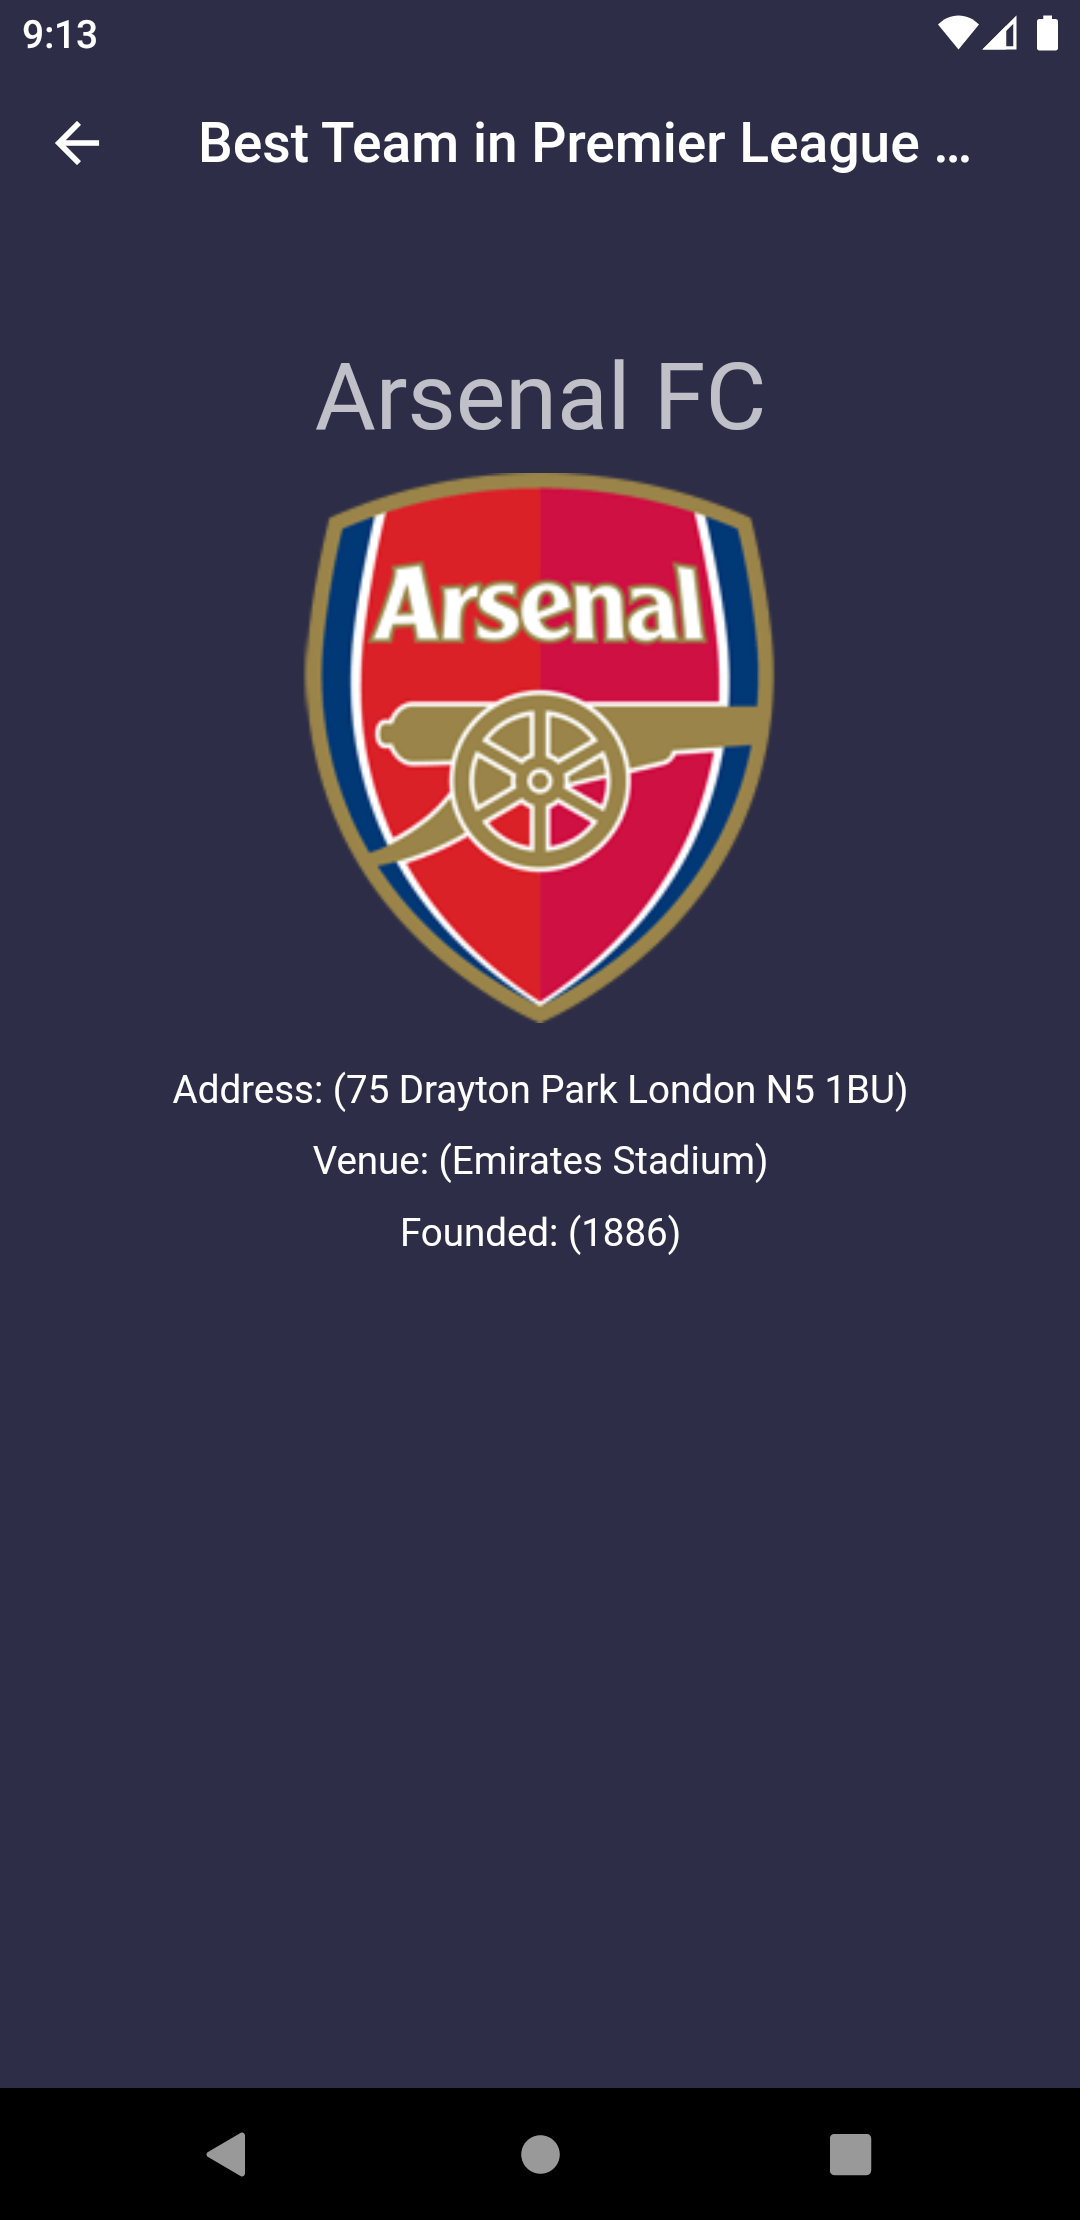 9:13
Best Team in Premier League ...
Arsenal FC
Arsenal
Address: (75 Drayton Park London N5 1BU)
Venue: (Emirates Stadium)
Founded: (1886)